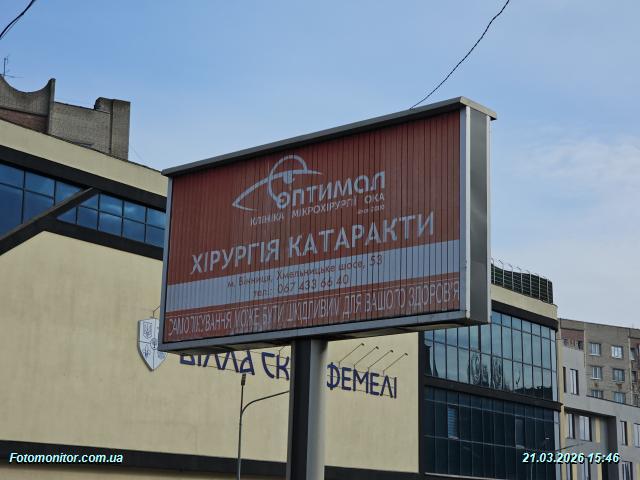 оптимал
КЛІНІКА МІКРОХІРУРГІЇ ОКА
ХІРУРГІЯ КАТАРАКТИ
м. Вінниця, Хмельницьке шосе, 53
тел.: 067 433 66 40
САМОЛІКУВАННЯ МОЖЕ БУТИ ШКІДЛИВИМ ДЛЯ ВАШОГО ЗДОРОВ'Я
ВІЛЛА
ФЕМЕЛІ
Fotomonitor.com.ua
21.03.2026 15:46